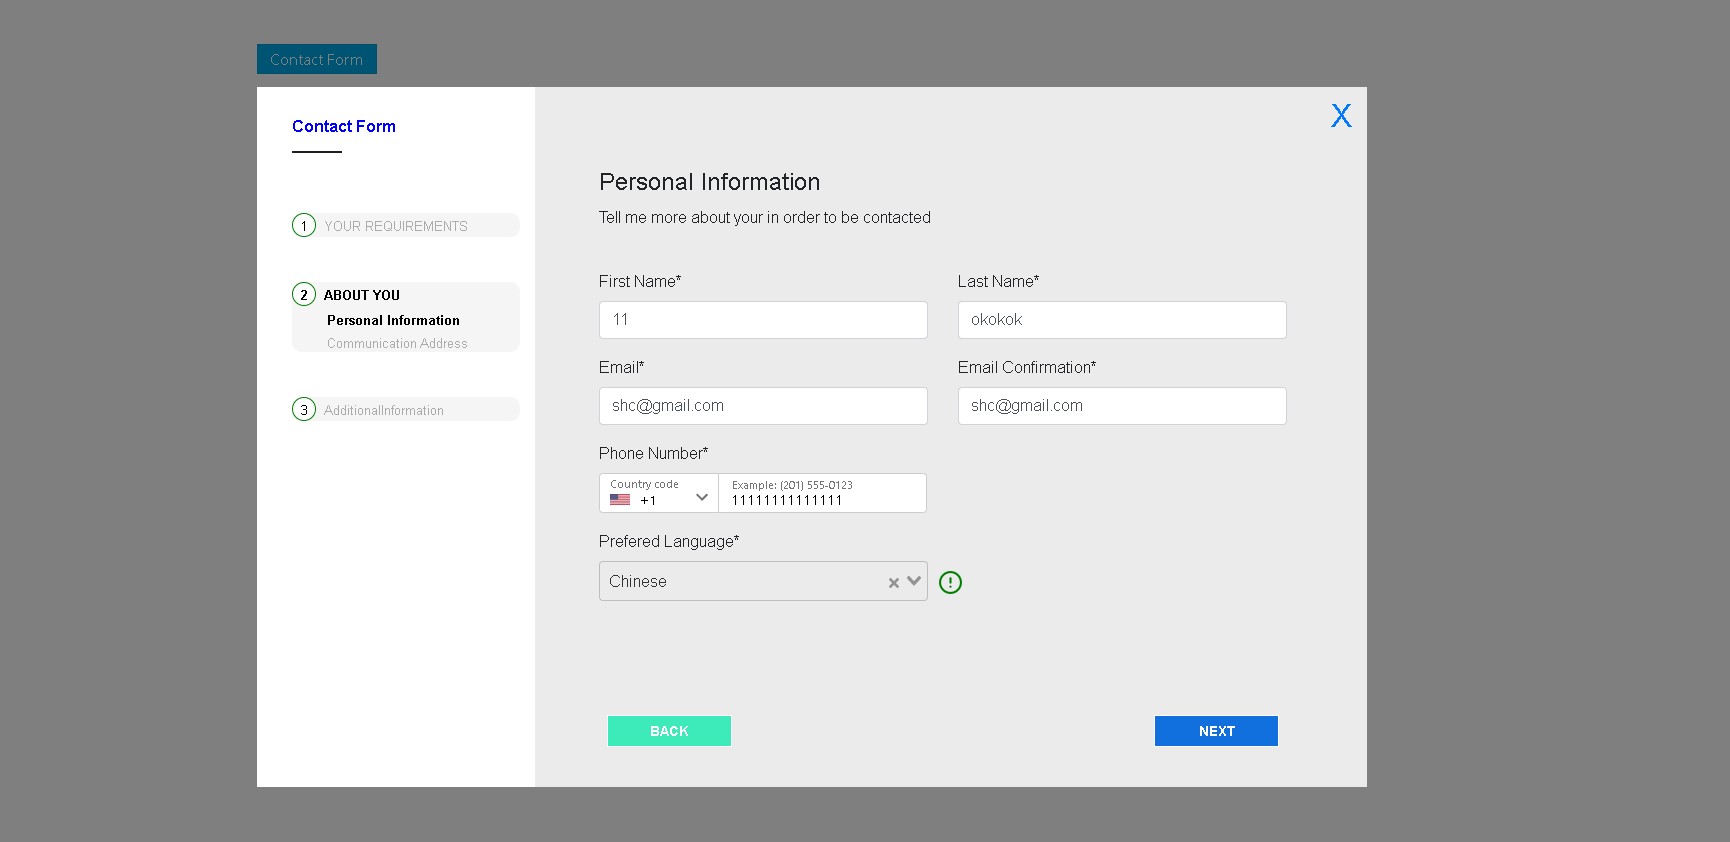 Contact Form
Contact Form
X
1 YOUR REQUIREMENTS
2 ABOUT YOU
Personal Information
Communication Address
3 AdditionalInformation
Personal Information
Tell me more about your in order to be contacted
First Name*
Last Name*
11
okokok
Email*
Email Confirmation*
shc@gmail.com
shc@gmail.com
Phone Number*
Country code
Example: (201) 555-0123
+1
11111111111111
Prefered Language*
Chinese
BACK
NEXT